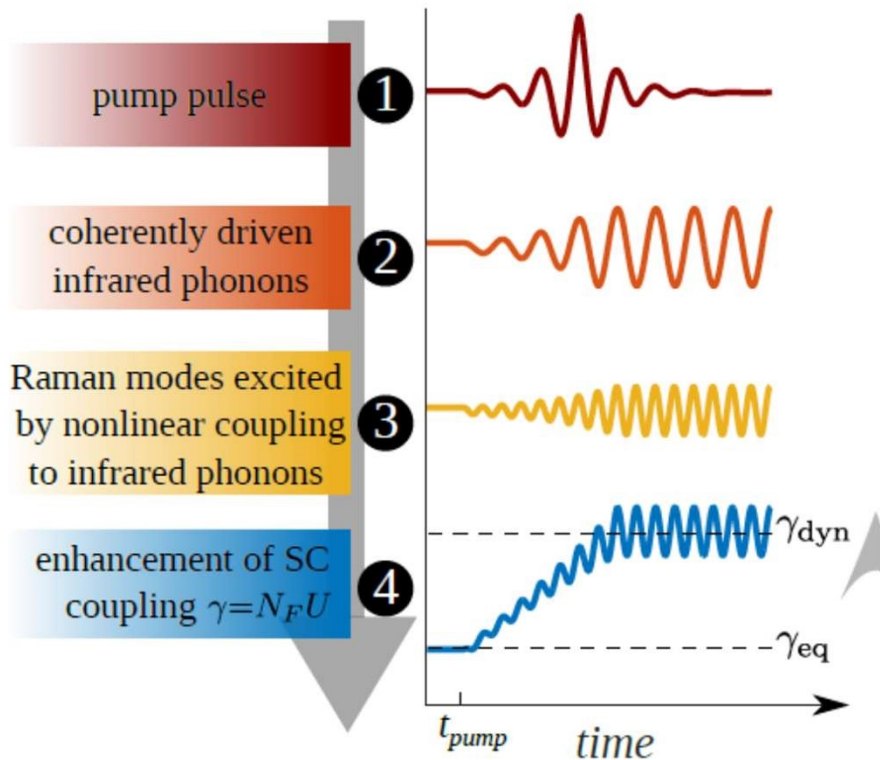 pump pulse
1
coherently driven
infrared phonons
2
Raman modes excited
by nonlinear coupling
to infrared phonons
3
enhancement of SC
coupling γ=N_F U
4
γ_dyn
γ_eq
t_pump
time